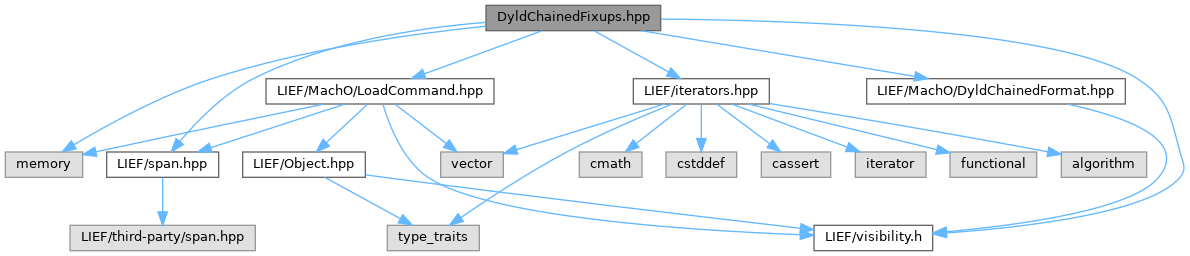 DyldChainedFixups.hpp
LIEF/MachO/LoadCommand.hpp
LIEF/iterators.hpp
LIEF/MachO/DyldChainedFormat.hpp
memory
LIEF/span.hpp
LIEF/Object.hpp
vector
cmath
cstddef
cassert
iterator
functional
algorithm
LIEF/third-party/span.hpp
type_traits
LIEF/visibility.h